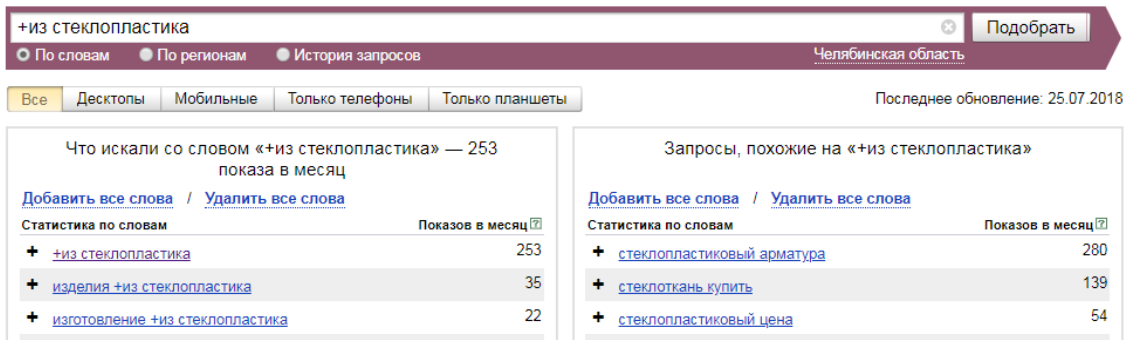 +из стеклопластика
Подобрать
По словам По регионам История запросов Челябинская область
Все Десктопы Мобильные Только телефоны Только планшеты Последнее обновление: 25.07.2018
Что искали со словом «+из стеклопластика» — 253
показа в месяц
Добавить все слова / Удалить все слова
Статистика по словам Показов в месяц ?
+ +из стеклопластика 253
+ изделия +из стеклопластика 35
+ изготовление +из стеклопластика 22
Запросы, похожие на «+из стеклопластика»
Добавить все слова / Удалить все слова
Статистика по словам Показов в месяц ?
+ стеклопластиковый арматура 280
+ стеклоткань купить 139
+ стеклопластиковый цена 54